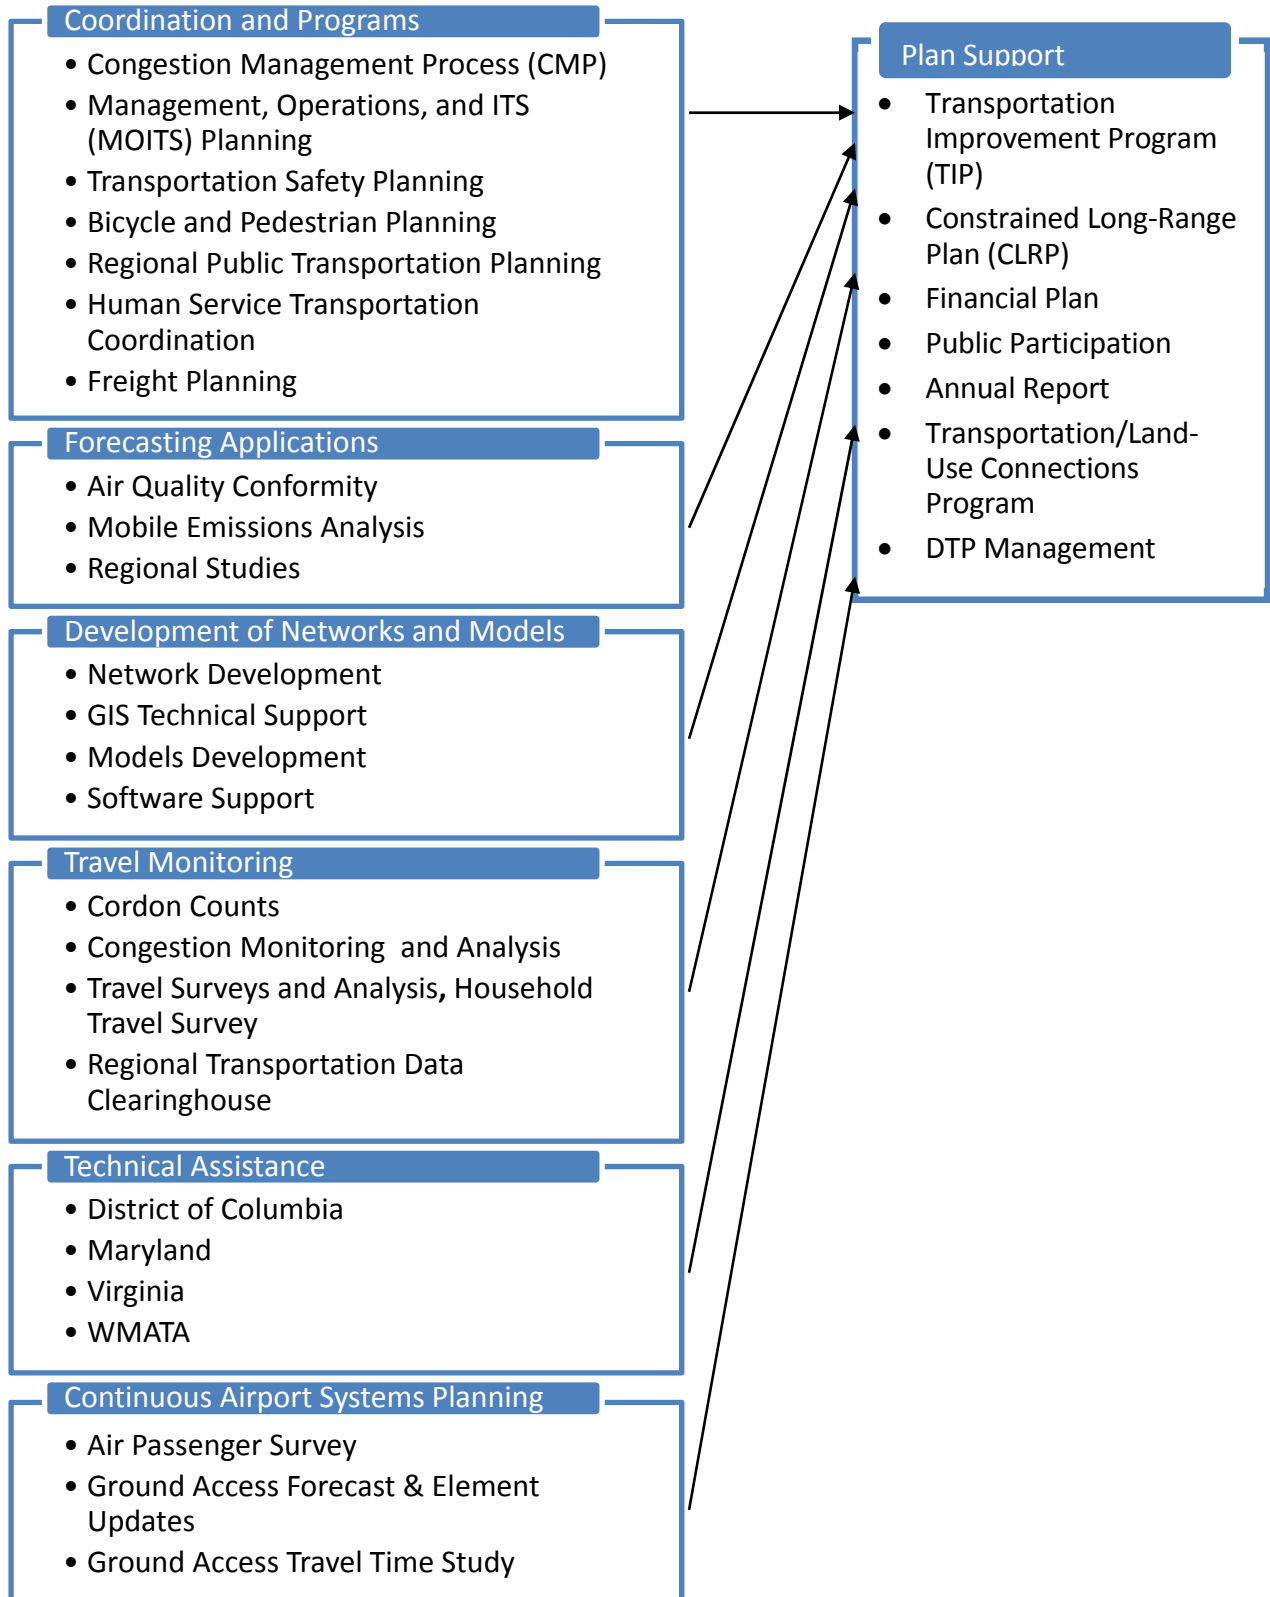 Coordination and Programs
• Congestion Management Process (CMP)
• Management, Operations, and ITS
(MOITS) Planning
• Transportation Safety Planning
• Bicycle and Pedestrian Planning
• Regional Public Transportation Planning
• Human Service Transportation
Coordination
• Freight Planning
Forecasting Applications
• Air Quality Conformity
• Mobile Emissions Analysis
• Regional Studies
Development of Networks and Models
• Network Development
• GIS Technical Support
• Models Development
• Software Support
Travel Monitoring
• Cordon Counts
• Congestion Monitoring  and Analysis
• Travel Surveys and Analysis, Household
Travel Survey
• Regional Transportation Data
Clearinghouse
Technical Assistance
• District of Columbia
• Maryland
• Virginia
• WMATA
Continuous Airport Systems Planning
• Air Passenger Survey
• Ground Access Forecast & Element
Updates
• Ground Access Travel Time Study
Plan Support
• Transportation
Improvement Program
(TIP)
• Constrained Long-Range
Plan (CLRP)
• Financial Plan
• Public Participation
• Annual Report
• Transportation/Land-
Use Connections
Program
• DTP Management